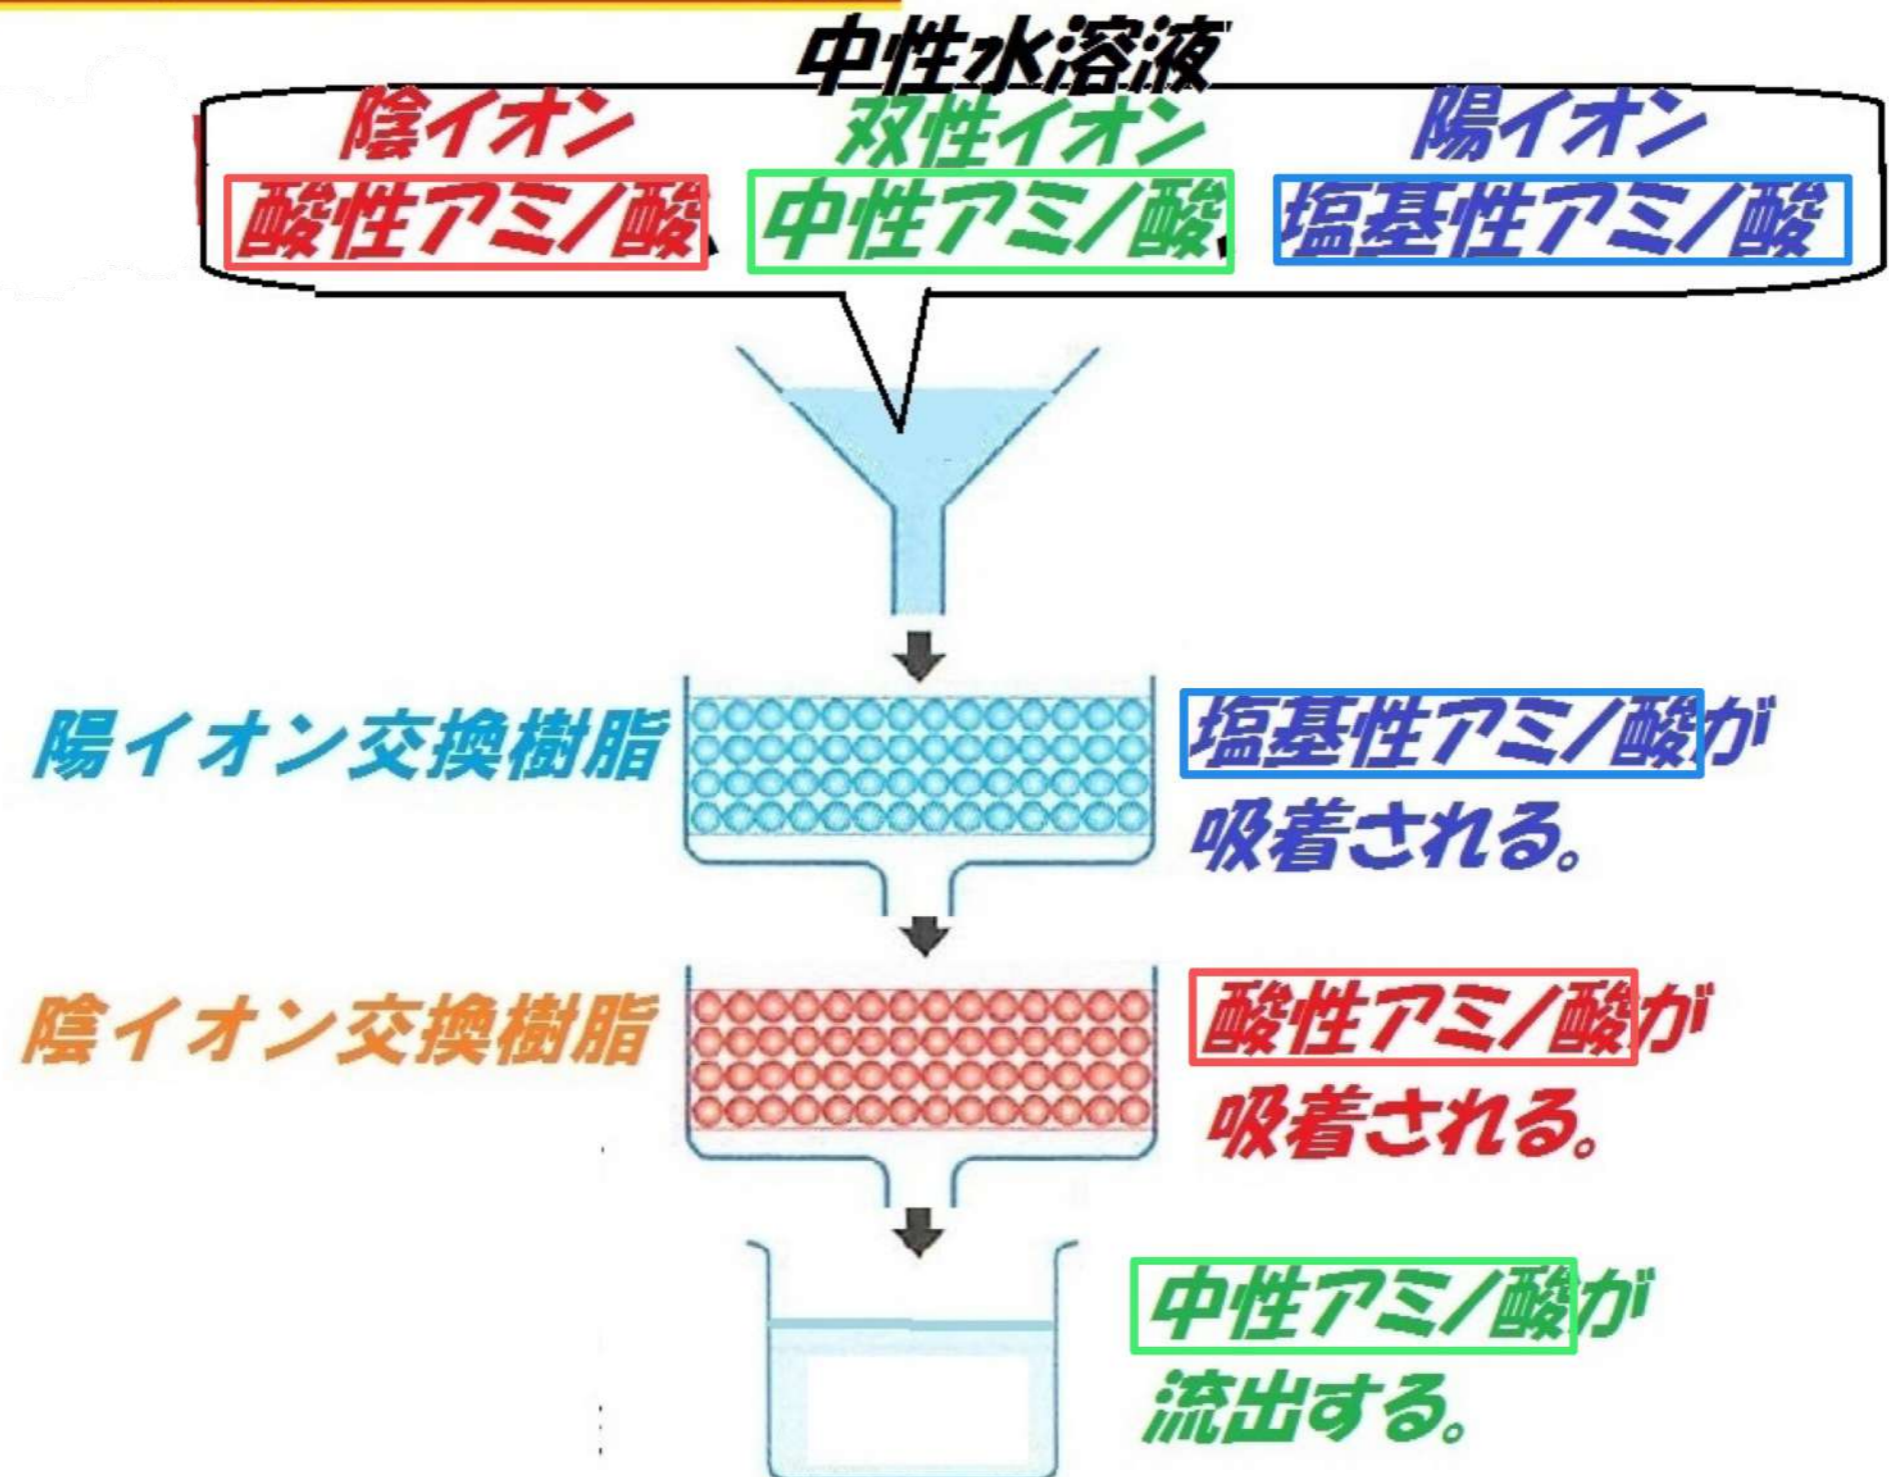 中性水溶液
陰イオン 双性イオン 陽イオン
酸性アミノ酸、中性アミノ酸、塩基性アミノ酸
陽イオン交換樹脂
塩基性アミノ酸が
吸着される。
陰イオン交換樹脂
酸性アミノ酸が
吸着される。
中性アミノ酸が
流出する。